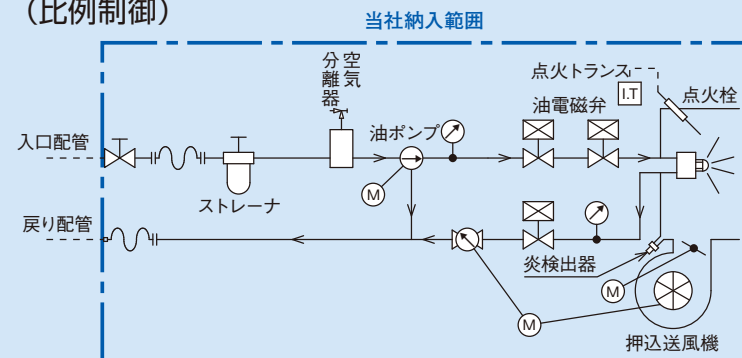 （比例制御）
当社納入範囲
空気
分離器
点火トランス
I.T
点火栓
油電磁弁
油ポンプ
入口配管
M
ストレーナ
戻り配管
炎検出器
M
M
押込送風機